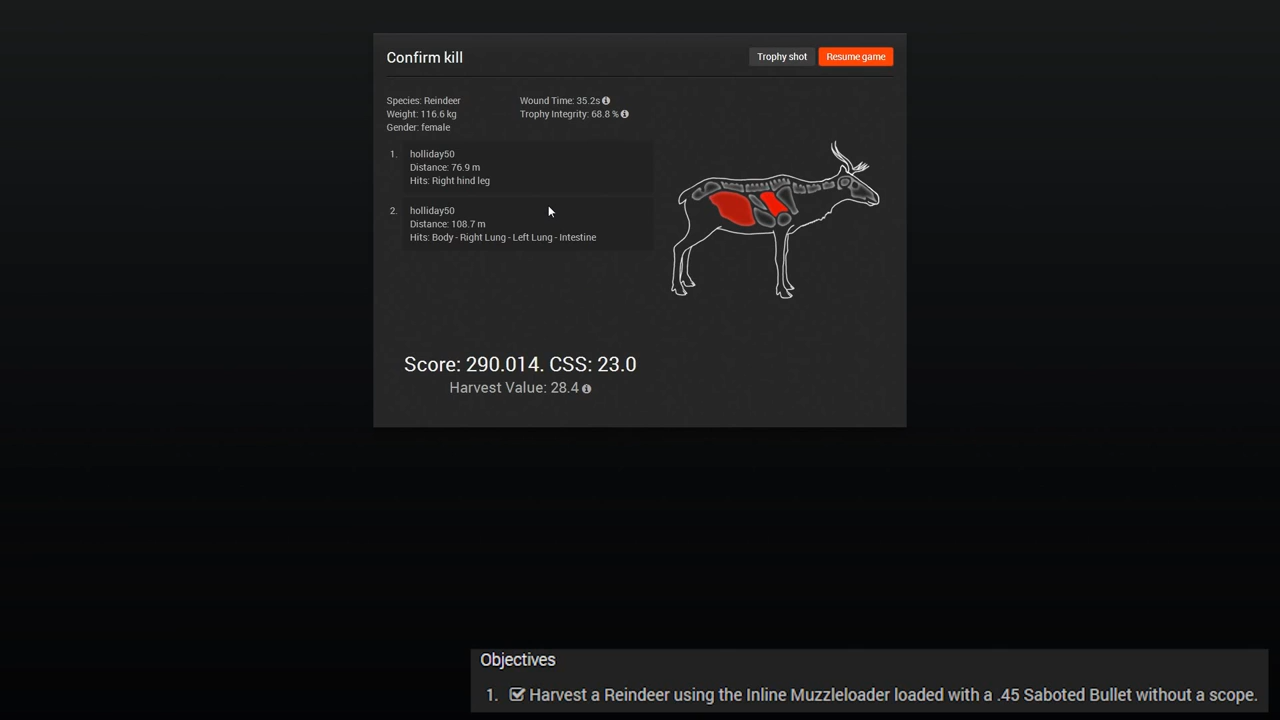 Confirm kill
Trophy shot
Resume game
Species: Reindeer
Weight: 116.6 kg
Gender: female
Wound Time: 35.2s
Trophy Integrity: 68.8 %
1. holliday50
Distance: 76.9 m
Hits: Right hind leg
2. holliday50
Distance: 108.7 m
Hits: Body - Right Lung - Left Lung - Intestine
Score: 290.014. CSS: 23.0
Harvest Value: 28.4
Objectives
1. Harvest a Reindeer using the Inline Muzzleloader loaded with a .45 Saboted Bullet without a scope.